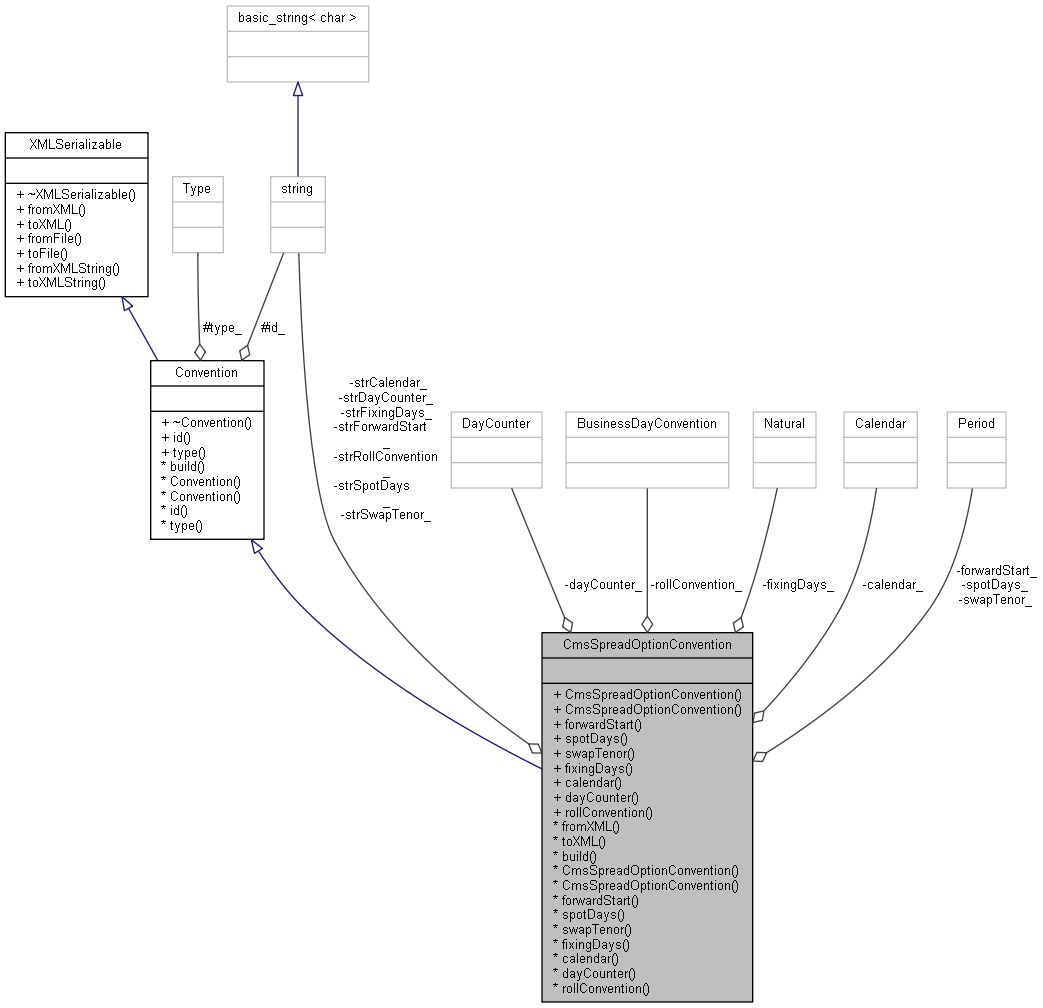 basic_string< char >
XMLSerializable
+ ~XMLSerializable()
+ fromXML()
+ toXML()
+ fromFile()
+ toFile()
+ fromXMLString()
+ toXMLString()
Type
string
#type_
#id_
Convention
+ ~Convention()
+ id()
+ type()
* build()
* Convention()
* Convention()
* id()
* type()
-strCalendar_
-strDayCounter_
-strFixingDays_
-strForwardStart
_
-strRollConvention
_
-strSpotDays
_
-strSwapTenor_
DayCounter
BusinessDayConvention
Natural
Calendar
Period
-dayCounter_
-rollConvention_
-fixingDays_
-calendar_
-forwardStart_
-spotDays_
-swapTenor_
CmsSpreadOptionConvention
+ CmsSpreadOptionConvention()
+ CmsSpreadOptionConvention()
+ forwardStart()
+ spotDays()
+ swapTenor()
+ fixingDays()
+ calendar()
+ dayCounter()
+ rollConvention()
* fromXML()
* toXML()
* build()
* CmsSpreadOptionConvention()
* CmsSpreadOptionConvention()
* forwardStart()
* spotDays()
* swapTenor()
* fixingDays()
* calendar()
* dayCounter()
* rollConvention()